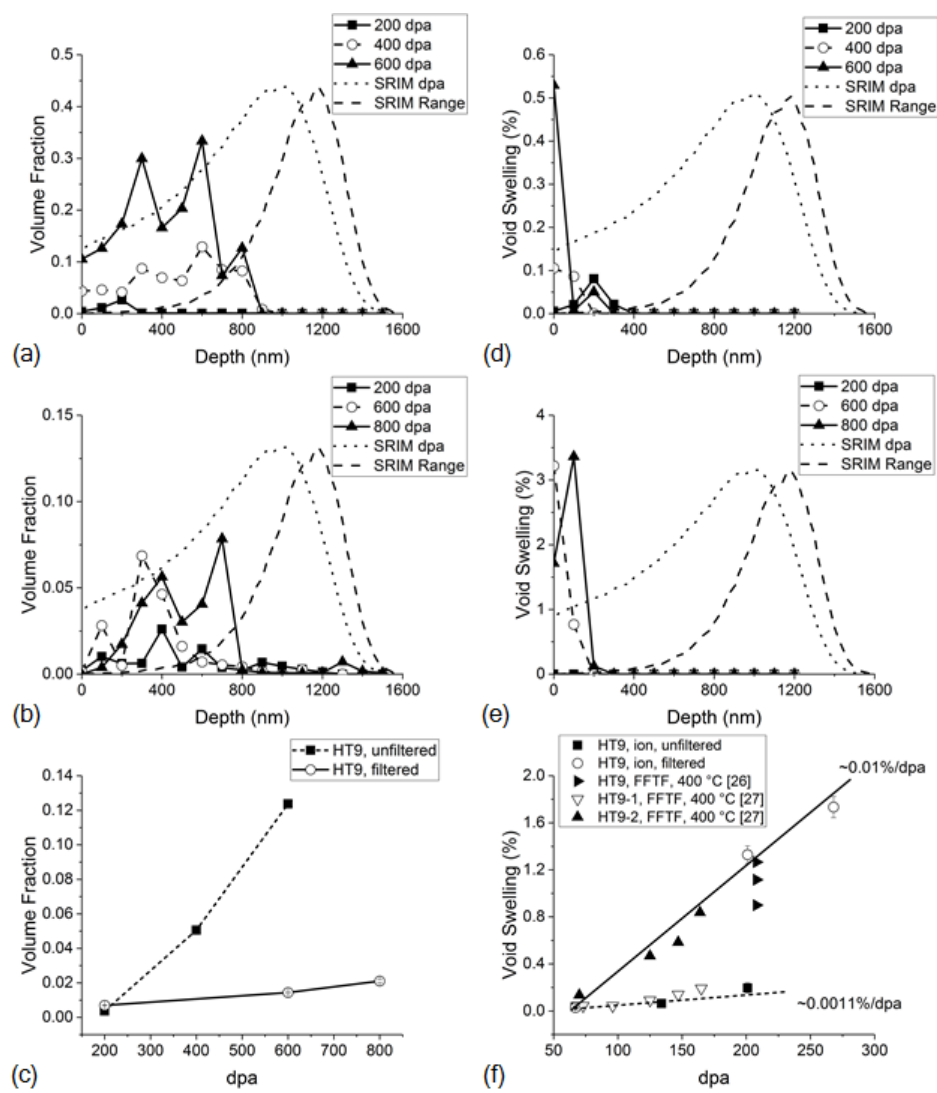 200 dpa
400 dpa
600 dpa
SRIM dpa
SRIM Range
0.5
0.4
0.3
0.2
0.1
0.0
Volume Fraction
0 400 800 1200 1600
Depth (nm)
(a)
200 dpa
400 dpa
600 dpa
SRIM dpa
SRIM Range
0.6
0.5
0.4
0.3
0.2
0.1
0.0
Void Swelling (%)
0 400 800 1200 1600
Depth (nm)
(d)
200 dpa
600 dpa
800 dpa
SRIM dpa
SRIM Range
0.15
0.10
0.05
0.00
Volume Fraction
0 400 800 1200 1600
Depth (nm)
(b)
200 dpa
600 dpa
800 dpa
SRIM dpa
SRIM Range
4
3
2
1
0
Void Swelling (%)
0 400 800 1200 1600
Depth (nm)
(e)
HT9, unfiltered
HT9, filtered
0.14
0.12
0.10
0.08
0.06
0.04
0.02
0.00
Volume Fraction
200 300 400 500 600 700 800
dpa
(c)
HT9, ion, unfiltered
HT9, ion, filtered
HT9, FFTF, 400 °C [26]
HT9-1, FFTF, 400 °C [27]
HT9-2, FFTF, 400 °C [27]
~0.01%/dpa
~0.0011%/dpa
2.0
1.6
1.2
0.8
0.4
0.0
Void Swelling (%)
50 100 150 200 250 300
dpa
(f)